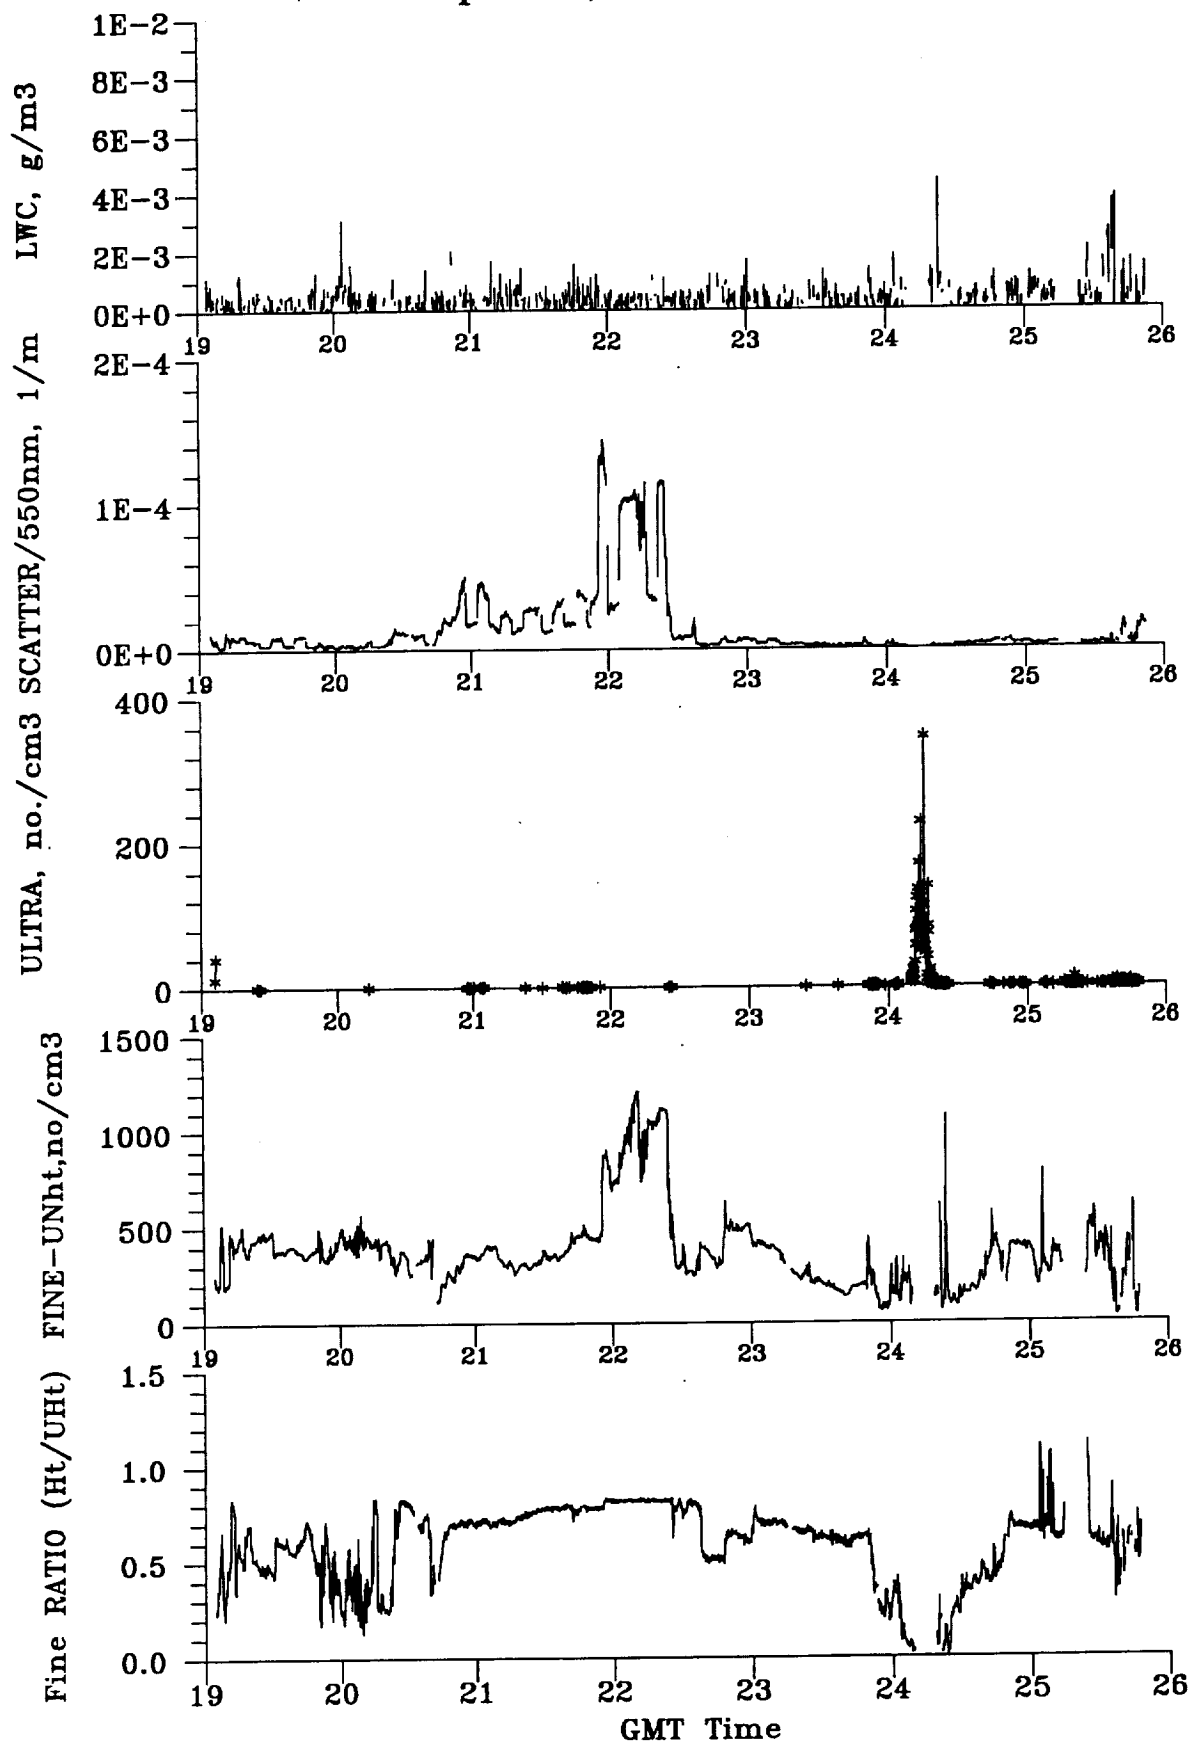 LWC, g/m3
1E-2
8E-3
6E-3
4E-3
2E-3
0E+0
19 20 21 22 23 24 25 26
SCATTER/550nm, 1/m
2E-4
1E-4
0E+0
19 20 21 22 23 24 25 26
ULTRA, no./cm3
400
200
0
19 20 21 22 23 24 25 26
FINE-UNht,no/cm3
1500
1000
500
0
19 20 21 22 23 24 25 26
Fine RATIO (Ht/UHt)
1.5
1.0
0.5
0.0
19 20 21 22 23 24 25 26
GMT Time